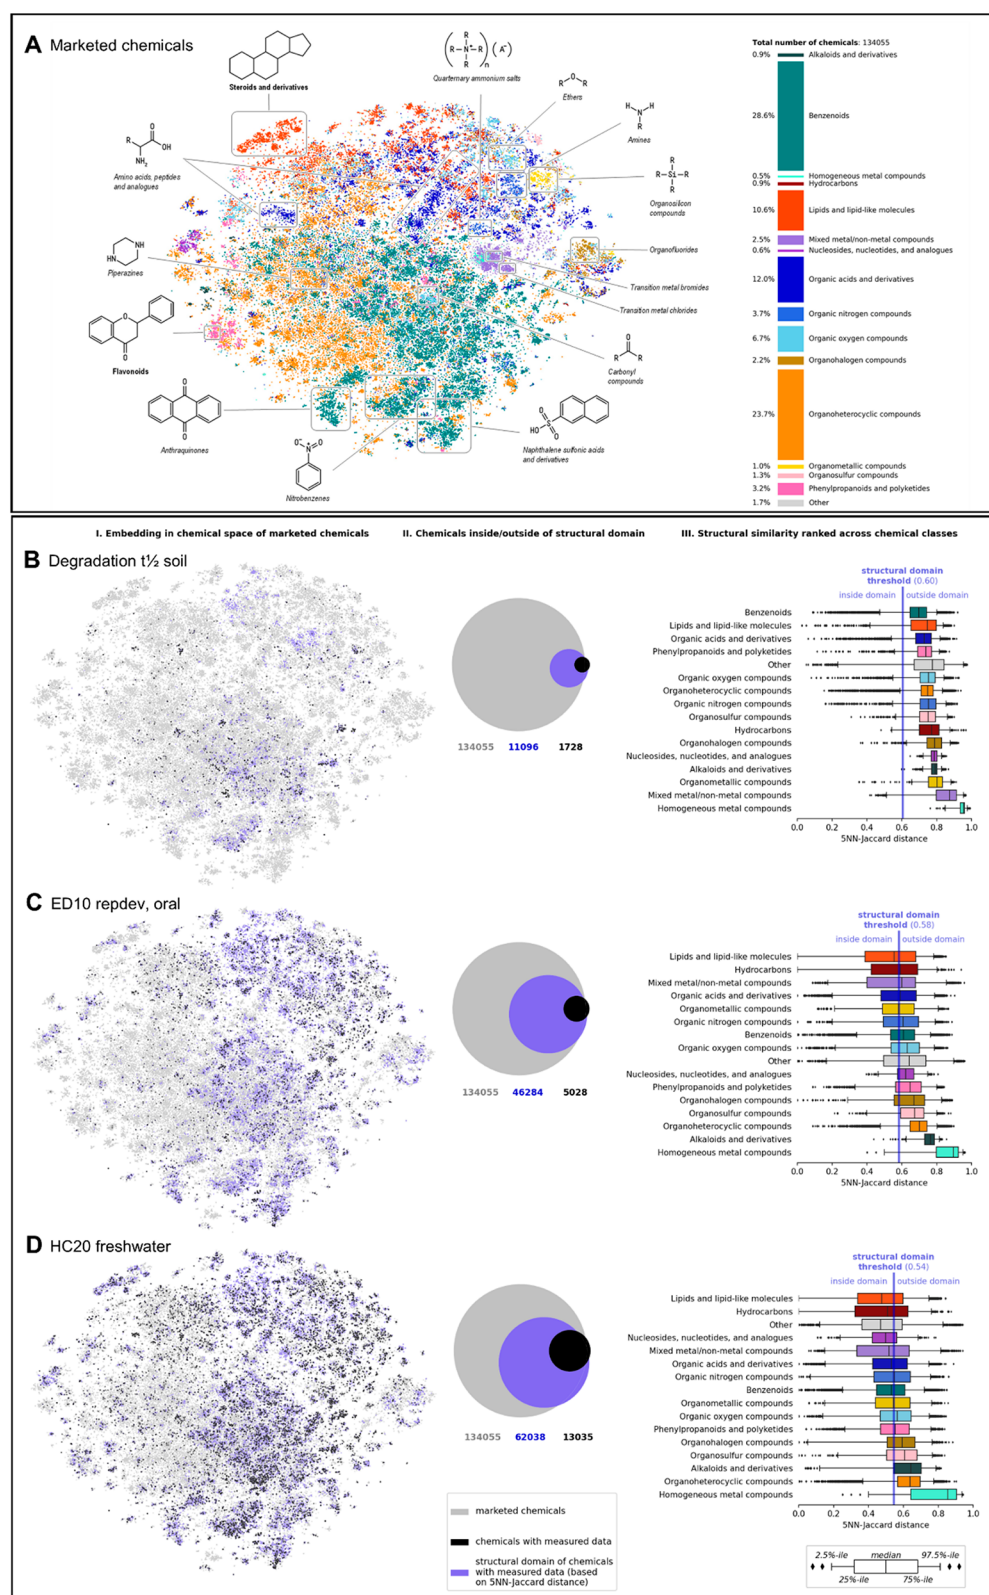 A Marketed chemicals
Steroids and derivatives
R
R—N⁺—R (A⁻)
R
n
Quarternary ammonium salts
R O R
Ethers
H H
N
R
Amines
R O OH
NH₂
Amino acids, peptides
and analogues
R
R—Si—R
R
Organosilicon
compounds
NH
HN
Piperazines
Organofluorides
Transition metal bromides
Transition metal chlorides
O
O
Flavonoids
O
R R
Carbonyl
compounds
O
O
Anthraquinones
O⁻ N⁺ O
Nitrobenzenes
O
HO S
O
Naphthalene sulfonic acids
and derivatives
Total number of chemicals: 134055
0.9% Alkaloids and derivatives
28.6% Benzenoids
0.5% Homogeneous metal compounds
0.9% Hydrocarbons
10.6% Lipids and lipid-like molecules
2.5% Mixed metal/non-metal compounds
0.6% Nucleosides, nucleotides, and analogues
12.0% Organic acids and derivatives
3.7% Organic nitrogen compounds
6.7% Organic oxygen compounds
2.2% Organohalogen compounds
23.7% Organoheterocyclic compounds
1.0% Organometallic compounds
1.3% Organosulfur compounds
3.2% Phenylpropanoids and polyketides
1.7% Other
I. Embedding in chemical space of marketed chemicals
II. Chemicals inside/outside of structural domain
III. Structural similarity ranked across chemical classes
B Degradation t½ soil
134055 11096 1728
structural domain
threshold (0.60)
inside domain outside domain
Benzenoids
Lipids and lipid-like molecules
Organic acids and derivatives
Phenylpropanoids and polyketides
Other
Organic oxygen compounds
Organoheterocyclic compounds
Organic nitrogen compounds
Organosulfur compounds
Hydrocarbons
Organohalogen compounds
Nucleosides, nucleotides, and analogues
Alkaloids and derivatives
Organometallic compounds
Mixed metal/non-metal compounds
Homogeneous metal compounds
0.0 0.2 0.4 0.6 0.8 1.0
5NN-Jaccard distance
C ED10 repdev, oral
134055 46284 5028
structural domain
threshold (0.58)
inside domain outside domain
Lipids and lipid-like molecules
Hydrocarbons
Mixed metal/non-metal compounds
Organic acids and derivatives
Organometallic compounds
Organic nitrogen compounds
Benzenoids
Organic oxygen compounds
Other
Nucleosides, nucleotides, and analogues
Phenylpropanoids and polyketides
Organohalogen compounds
Organosulfur compounds
Organoheterocyclic compounds
Alkaloids and derivatives
Homogeneous metal compounds
0.0 0.2 0.4 0.6 0.8 1.0
5NN-Jaccard distance
D HC20 freshwater
134055 62038 13035
structural domain
threshold (0.54)
inside domain outside domain
Lipids and lipid-like molecules
Hydrocarbons
Other
Nucleosides, nucleotides, and analogues
Mixed metal/non-metal compounds
Organic acids and derivatives
Organic nitrogen compounds
Benzenoids
Organometallic compounds
Organic oxygen compounds
Phenylpropanoids and polyketides
Organohalogen compounds
Organosulfur compounds
Alkaloids and derivatives
Organoheterocyclic compounds
Homogeneous metal compounds
0.0 0.2 0.4 0.6 0.8 1.0
5NN-Jaccard distance
marketed chemicals
chemicals with measured data
structural domain of chemicals
with measured data (based
on 5NN-Jaccard distance)
2.5%-ile median 97.5%-ile
25%-ile 75%-ile